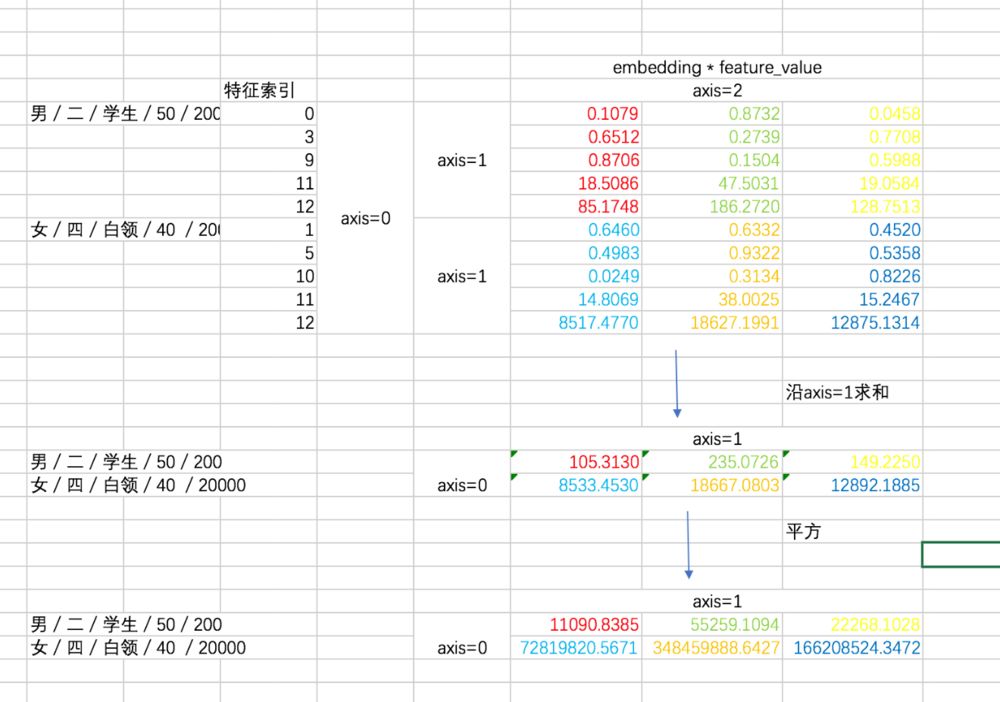 embedding * feature_value
特征索引 axis=2
男 / 二 / 学生 / 50 / 200 0 0.1079 0.8732 0.0458
3 0.6512 0.2739 0.7708
9 axis=1 0.8706 0.1504 0.5988
11 18.5086 47.5031 19.0584
12 85.1748 186.2720 128.7513
axis=0
女 / 四 / 白领 / 40 / 20 1 0.6460 0.6332 0.4520
5 0.4983 0.9322 0.5358
10 axis=1 0.0249 0.3134 0.8226
11 14.8069 38.0025 15.2467
12 8517.4770 18627.1991 12875.1314
沿axis=1求和
axis=1
男 / 二 / 学生 / 50 / 200 105.3130 235.0726 149.2250
女 / 四 / 白领 / 40 / 20000 axis=0 8533.4530 18667.0803 12892.1885
平方
axis=1
男 / 二 / 学生 / 50 / 200 11090.8385 55259.1094 22268.1028
女 / 四 / 白领 / 40 / 20000 axis=0 72819820.5671 348459888.6427 166208524.3472